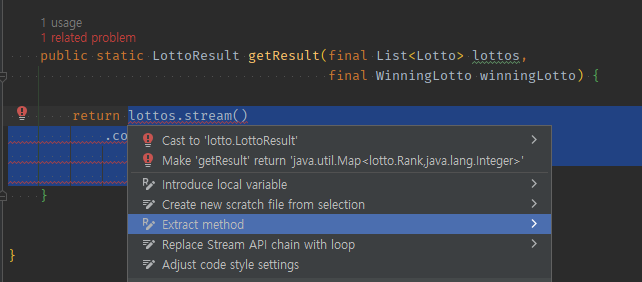 1 usage
1 related problem
public static LottoResult getResult(final List<Lotto> lottos,
final WinningLotto winningLotto) {
return lottos.stream()
.co
Cast to 'lotto.LottoResult'
Make 'getResult' return 'java.util.Map<lotto.Rank,java.lang.Integer>'
Introduce local variable
Create new scratch file from selection
Extract method
Replace Stream API chain with loop
Adjust code style settings
}
}